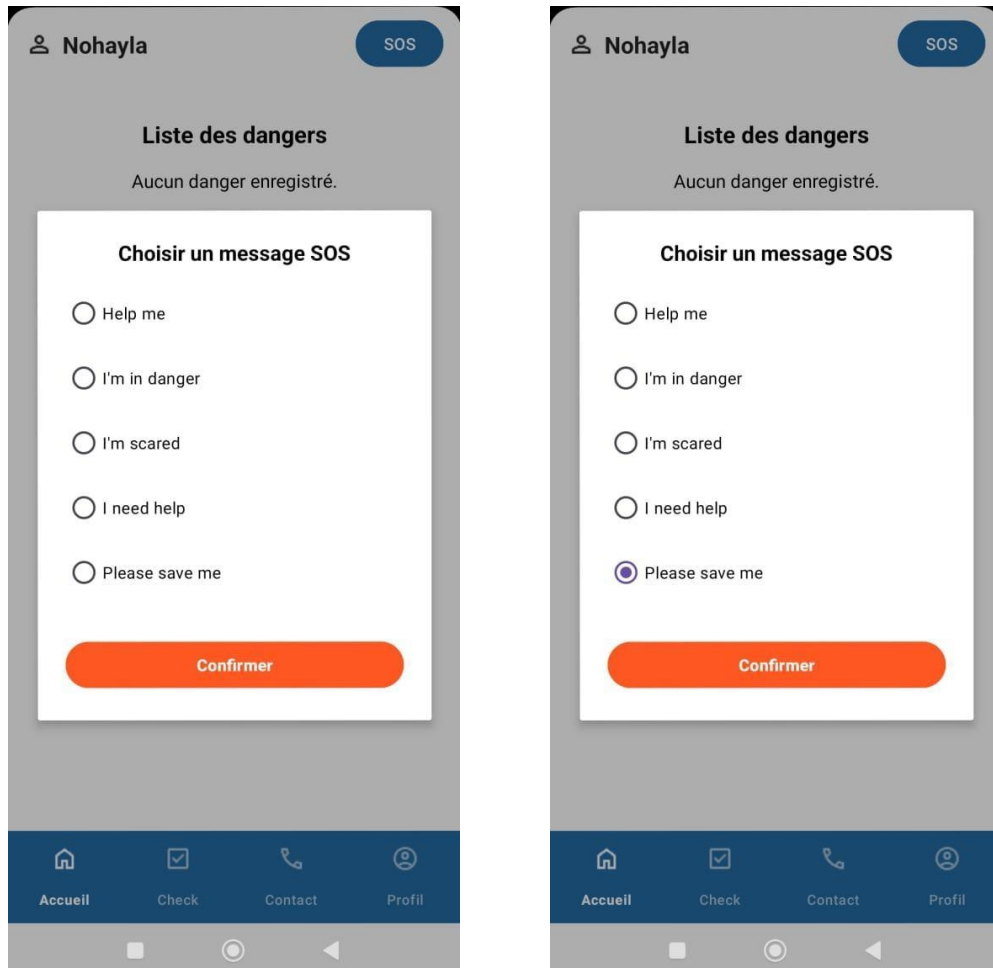 Nohayla
SOS
Liste des dangers
Aucun danger enregistré.
Choisir un message SOS
Help me
I'm in danger
I'm scared
I need help
Please save me
Confirmer
Accueil
Check
Contact
Profil
Nohayla
SOS
Liste des dangers
Aucun danger enregistré.
Choisir un message SOS
Help me
I'm in danger
I'm scared
I need help
Please save me
Confirmer
Accueil
Check
Contact
Profil